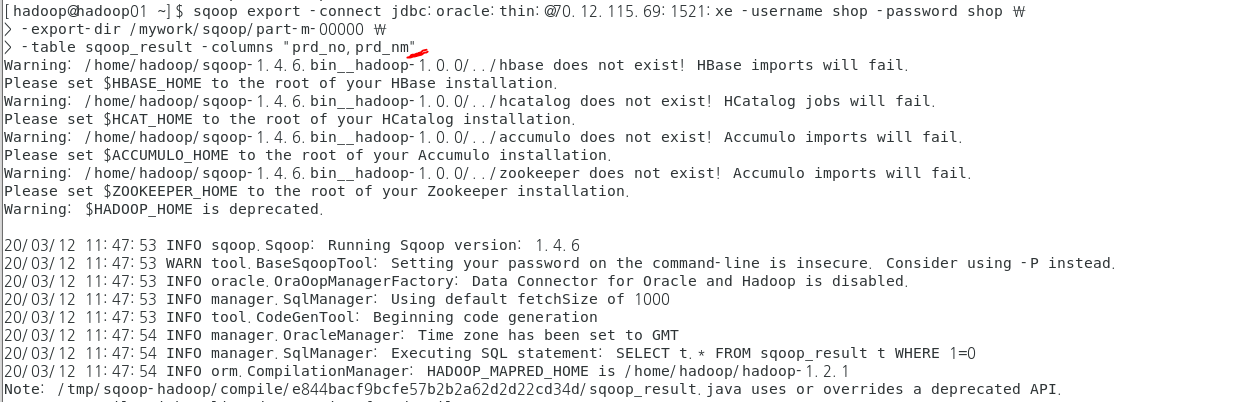 [hadoop@hadoop01 ~]$ sqoop export -connect jdbc:oracle:thin:@70.12.115.69:1521:xe -username shop -password shop ₩
> -export-dir /mywork/sqoop/part-m-00000 ₩
> -table sqoop_result -columns "prd_no,prd_nm"
Warning: /home/hadoop/sqoop-1.4.6.bin__hadoop-1.0.0/../hbase does not exist! HBase imports will fail.
Please set $HBASE_HOME to the root of your HBase installation.
Warning: /home/hadoop/sqoop-1.4.6.bin__hadoop-1.0.0/../hcatalog does not exist! HCatalog jobs will fail.
Please set $HCAT_HOME to the root of your HCatalog installation.
Warning: /home/hadoop/sqoop-1.4.6.bin__hadoop-1.0.0/../accumulo does not exist! Accumulo imports will fail.
Please set $ACCUMULO_HOME to the root of your Accumulo installation.
Warning: /home/hadoop/sqoop-1.4.6.bin__hadoop-1.0.0/../zookeeper does not exist! Accumulo imports will fail.
Please set $ZOOKEEPER_HOME to the root of your Zookeeper installation.
Warning: $HADOOP_HOME is deprecated.
20/03/12 11:47:53 INFO sqoop.Sqoop: Running Sqoop version: 1.4.6
20/03/12 11:47:53 WARN tool.BaseSqoopTool: Setting your password on the command-line is insecure. Consider using -P instead.
20/03/12 11:47:53 INFO oracle.OraOopManagerFactory: Data Connector for Oracle and Hadoop is disabled.
20/03/12 11:47:53 INFO manager.SqlManager: Using default fetchSize of 1000
20/03/12 11:47:53 INFO tool.CodeGenTool: Beginning code generation
20/03/12 11:47:54 INFO manager.OracleManager: Time zone has been set to GMT
20/03/12 11:47:54 INFO manager.SqlManager: Executing SQL statement: SELECT t.* FROM sqoop_result t WHERE 1=0
20/03/12 11:47:54 INFO orm.CompilationManager: HADOOP_MAPRED_HOME is /home/hadoop/hadoop-1.2.1
Note: /tmp/sqoop-hadoop/compile/e844bacf9bcfe57b2b2a62d2d22cd34d/sqoop_result.java uses or overrides a deprecated API.